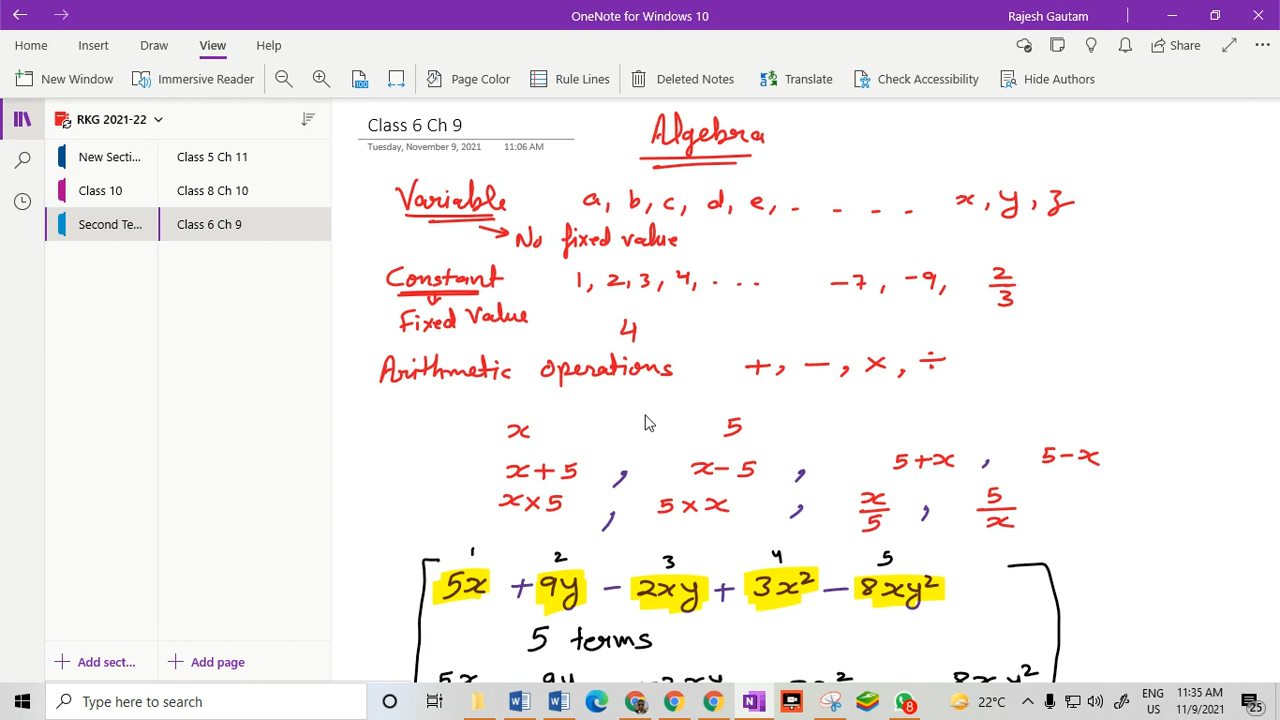 OneNote for Windows 10
Rajesh Gautam
Home Insert Draw View Help
Share
New Window Immersive Reader Page Color Rule Lines Deleted Notes Translate Check Accessibility Hide Authors
RKG 2021-22
New Secti... Class 5 Ch 11
Class 10 Class 8 Ch 10
Second Te... Class 6 Ch 9
Class 6 Ch 9
Tuesday, November 9, 2021 11:06 AM
Algebra
Variable a, b, c, d, e, . . . . x, y, z
→ No fixed value
Constant 1, 2, 3, 4, . . . -7, -9, 2/3
Fixed Value
4
Arithmetic operations +, -, ×, ÷
x 5
x + 5 , x - 5 , 5 + x , 5 - x
x × 5 , 5 × x , x/5 , 5/x
1 2 3 4 5
5x + 9y - 2xy + 3x² - 8xy²
5 terms
Add sect... Add page
Type here to search
8
22°C
ENG
IN
11:35 AM
11/9/2021
25